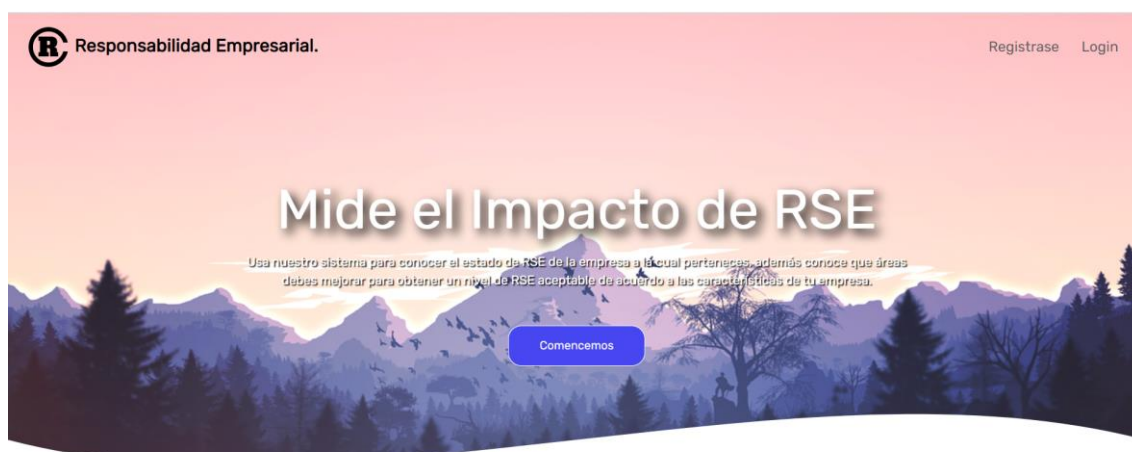 R Responsabilidad Empresarial.
Registrase Login
Mide el Impacto de RSE
Usa nuestro sistema para conocer el estado de RSE de la empresa a la cual perteneces, además conoce que áreas
debes mejorar para obtener un nivel de RSE aceptable de acuerdo a las características de tu empresa.
Comencemos